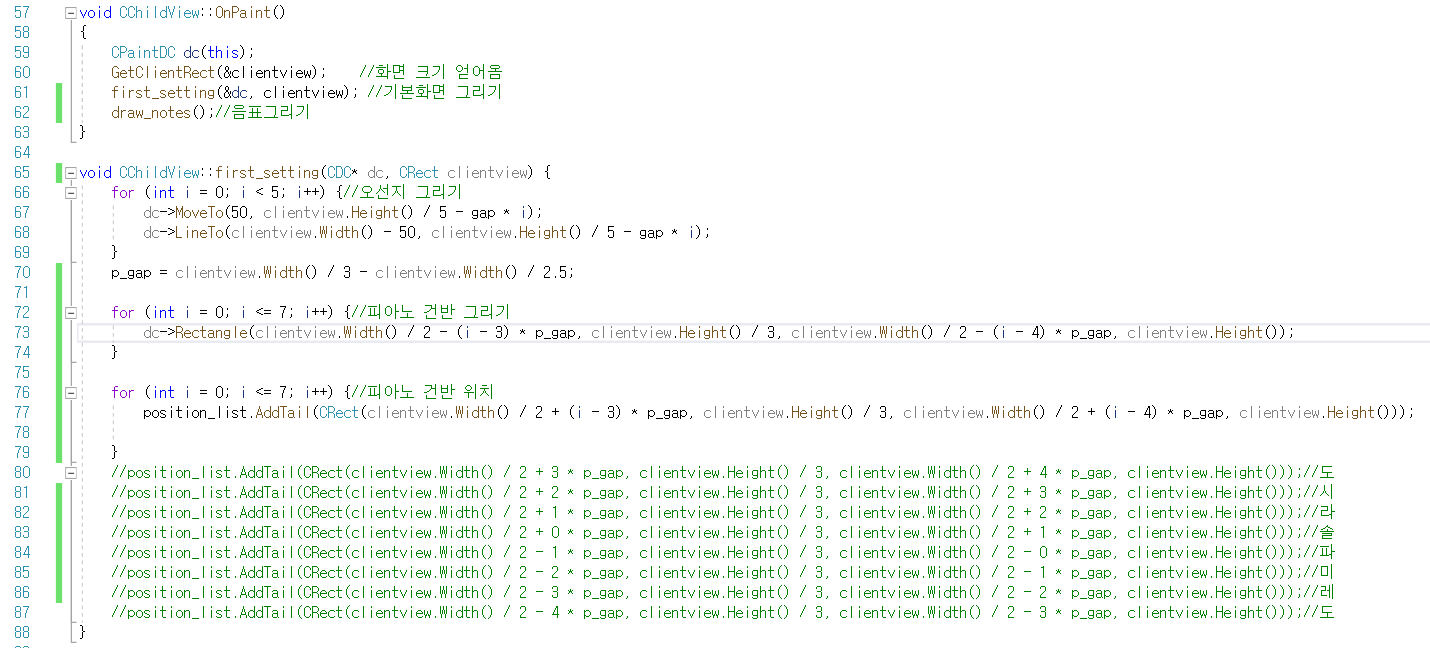 57 void CChildView::OnPaint()
58 {
59 CPaintDC dc(this);
60 GetClientRect(&clientview); //화면 크기 얻어옴
61 first_setting(&dc, clientview); //기본화면 그리기
62 draw_notes();//음표그리기
63 }
64
65 void CChildView::first_setting(CDC* dc, CRect clientview) {
66 for (int i = 0; i < 5; i++) {//오선지 그리기
67 dc->MoveTo(50, clientview.Height() / 5 - gap * i);
68 dc->LineTo(clientview.Width() - 50, clientview.Height() / 5 - gap * i);
69 }
70 p_gap = clientview.Width() / 3 - clientview.Width() / 2.5;
71
72 for (int i = 0; i <= 7; i++) {//피아노 건반 그리기
73 dc->Rectangle(clientview.Width() / 2 - (i - 3) * p_gap, clientview.Height() / 3, clientview.Width() / 2 - (i - 4) * p_gap, clientview.Height());
74 }
75
76 for (int i = 0; i <= 7; i++) {//피아노 건반 위치
77 position_list.AddTail(CRect(clientview.Width() / 2 + (i - 3) * p_gap, clientview.Height() / 3, clientview.Width() / 2 + (i - 4) * p_gap, clientview.Height()));
78
79 }
80 //position_list.AddTail(CRect(clientview.Width() / 2 + 3 * p_gap, clientview.Height() / 3, clientview.Width() / 2 + 4 * p_gap, clientview.Height()));//도
81 //position_list.AddTail(CRect(clientview.Width() / 2 + 2 * p_gap, clientview.Height() / 3, clientview.Width() / 2 + 3 * p_gap, clientview.Height()));//시
82 //position_list.AddTail(CRect(clientview.Width() / 2 + 1 * p_gap, clientview.Height() / 3, clientview.Width() / 2 + 2 * p_gap, clientview.Height()));//라
83 //position_list.AddTail(CRect(clientview.Width() / 2 + 0 * p_gap, clientview.Height() / 3, clientview.Width() / 2 + 1 * p_gap, clientview.Height()));//솔
84 //position_list.AddTail(CRect(clientview.Width() / 2 - 1 * p_gap, clientview.Height() / 3, clientview.Width() / 2 - 0 * p_gap, clientview.Height()));//파
85 //position_list.AddTail(CRect(clientview.Width() / 2 - 2 * p_gap, clientview.Height() / 3, clientview.Width() / 2 - 1 * p_gap, clientview.Height()));//미
86 //position_list.AddTail(CRect(clientview.Width() / 2 - 3 * p_gap, clientview.Height() / 3, clientview.Width() / 2 - 2 * p_gap, clientview.Height()));//레
87 //position_list.AddTail(CRect(clientview.Width() / 2 - 4 * p_gap, clientview.Height() / 3, clientview.Width() / 2 - 3 * p_gap, clientview.Height()));//도
88 }